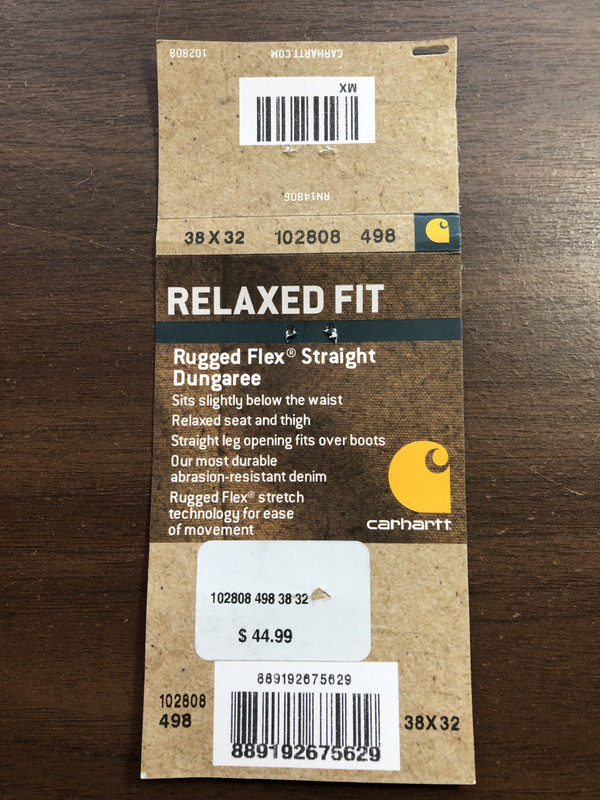 102808 CARHARTT.COM
MX
RN14806
38 X 32 102808 498
RELAXED FIT
Rugged Flex® Straight
Dungaree
Sits slightly below the waist
Relaxed seat and thigh
Straight leg opening fits over boots
Our most durable
abrasion-resistant denim
Rugged Flex® stretch
technology for ease
of movement
carhartt
102808 498 38 32
$ 44.99
889192675629
102808
498
38X32
889192675629